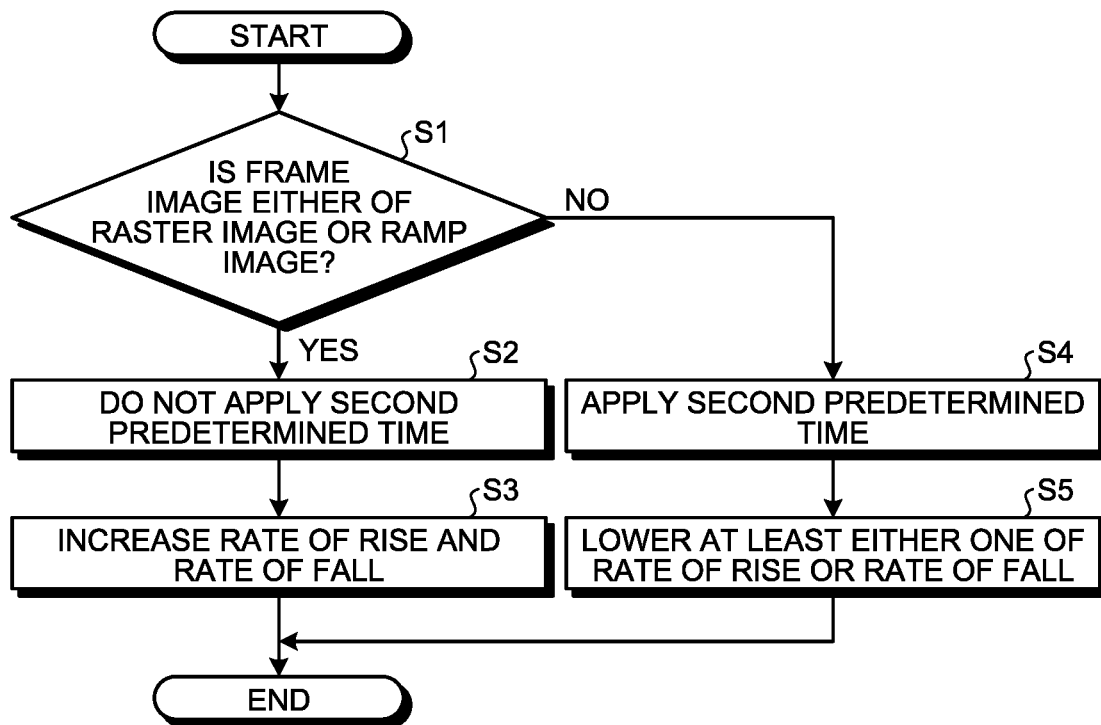 START
S1
IS FRAME
IMAGE EITHER OF
RASTER IMAGE OR RAMP
IMAGE?
NO
YES
S2
DO NOT APPLY SECOND
PREDETERMINED TIME
S4
APPLY SECOND PREDETERMINED
TIME
S3
INCREASE RATE OF RISE AND
RATE OF FALL
S5
LOWER AT LEAST EITHER ONE OF
RATE OF RISE OR RATE OF FALL
END